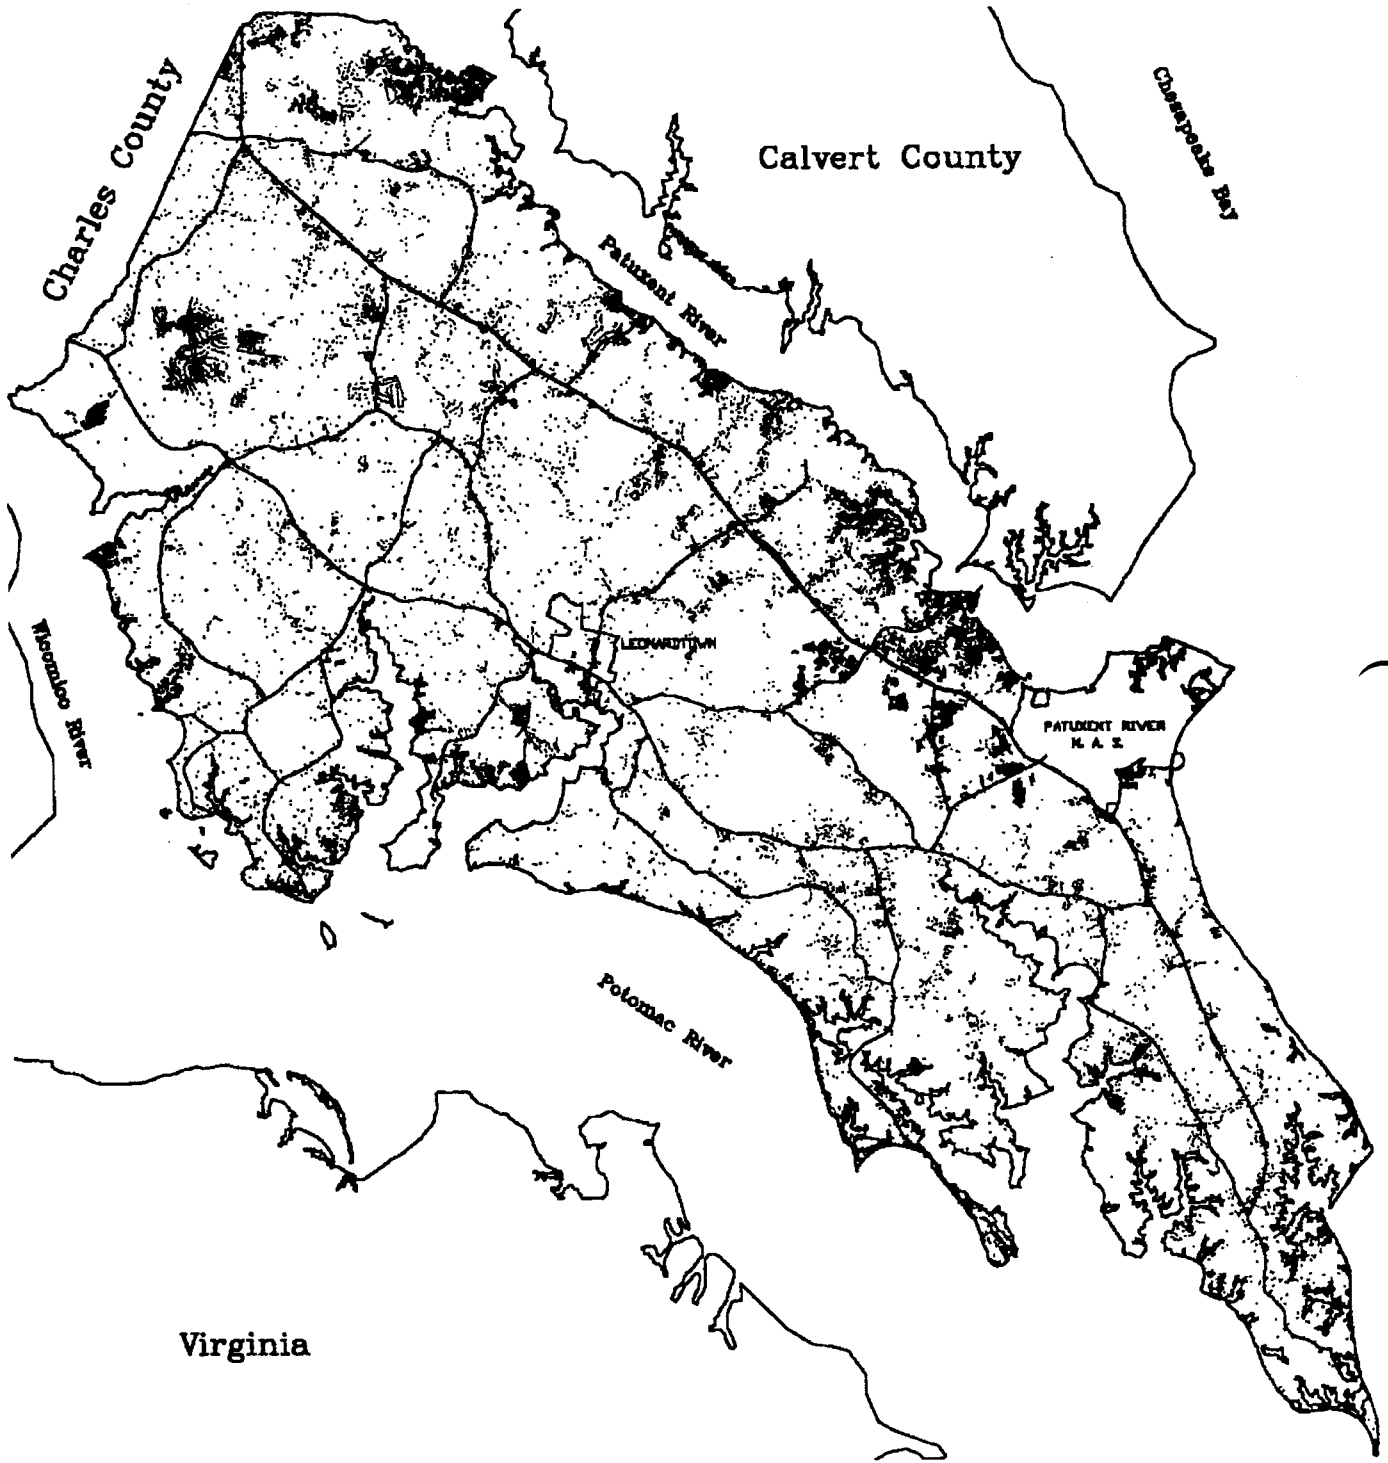 Charles County
Calvert County
Chesapeake Bay
Patuxent River
LEONARDTOWN
Wicomico River
PATUXENT RIVER
N. A. S.
Potomac River
Virginia